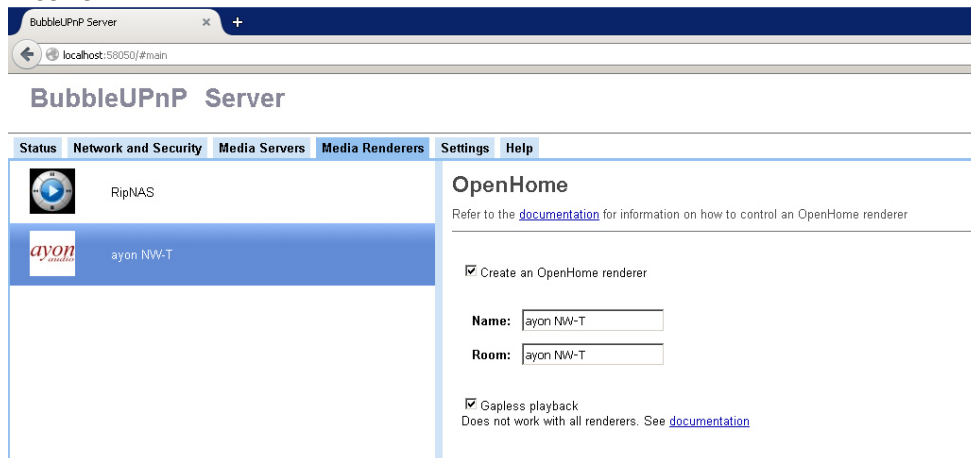 BubbleUPnP Server × +
localhost:58050/#main
BubbleUPnP Server
Status Network and Security Media Servers Media Renderers Settings Help
RipNAS
ayon audio
ayon NW-T
OpenHome
Refer to the documentation for information on how to control an OpenHome renderer
Create an OpenHome renderer
Name: ayon NW-T
Room: ayon NW-T
Gapless playback
Does not work with all renderers. See documentation